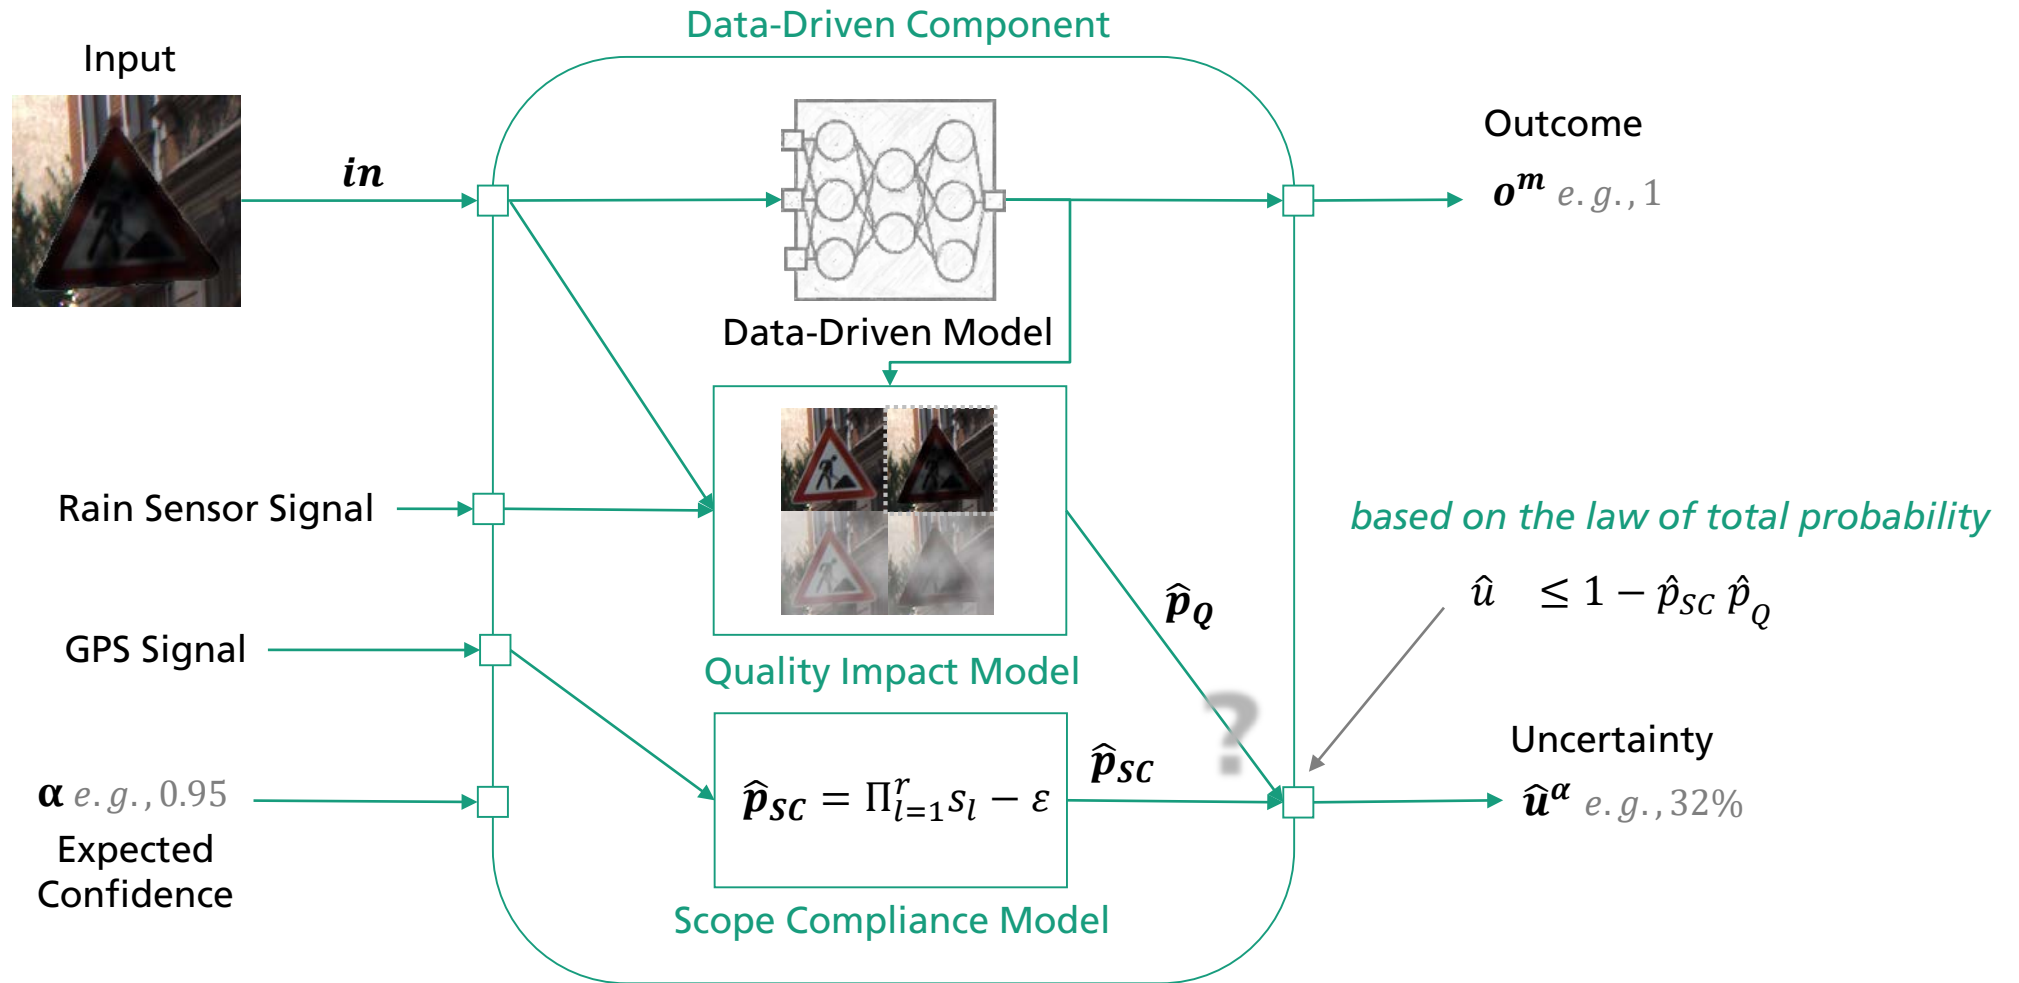 Data-Driven Component
Input
in
Outcome
o^m e.g., 1
Data-Driven Model
Rain Sensor Signal
based on the law of total probability
û ≤ 1 − p̂_SC p̂_Q
p̂_Q
GPS Signal
Quality Impact Model
?
Uncertainty
û^α e.g., 32%
p̂_SC
p̂_SC = Π_{l=1}^{r} s_l − ε
α e.g., 0.95
Expected
Confidence
Scope Compliance Model